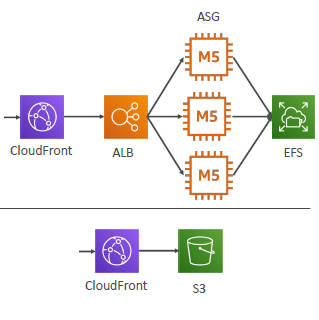 ASG
M5
M5
M5
CloudFront
ALB
EFS
CloudFront
S3